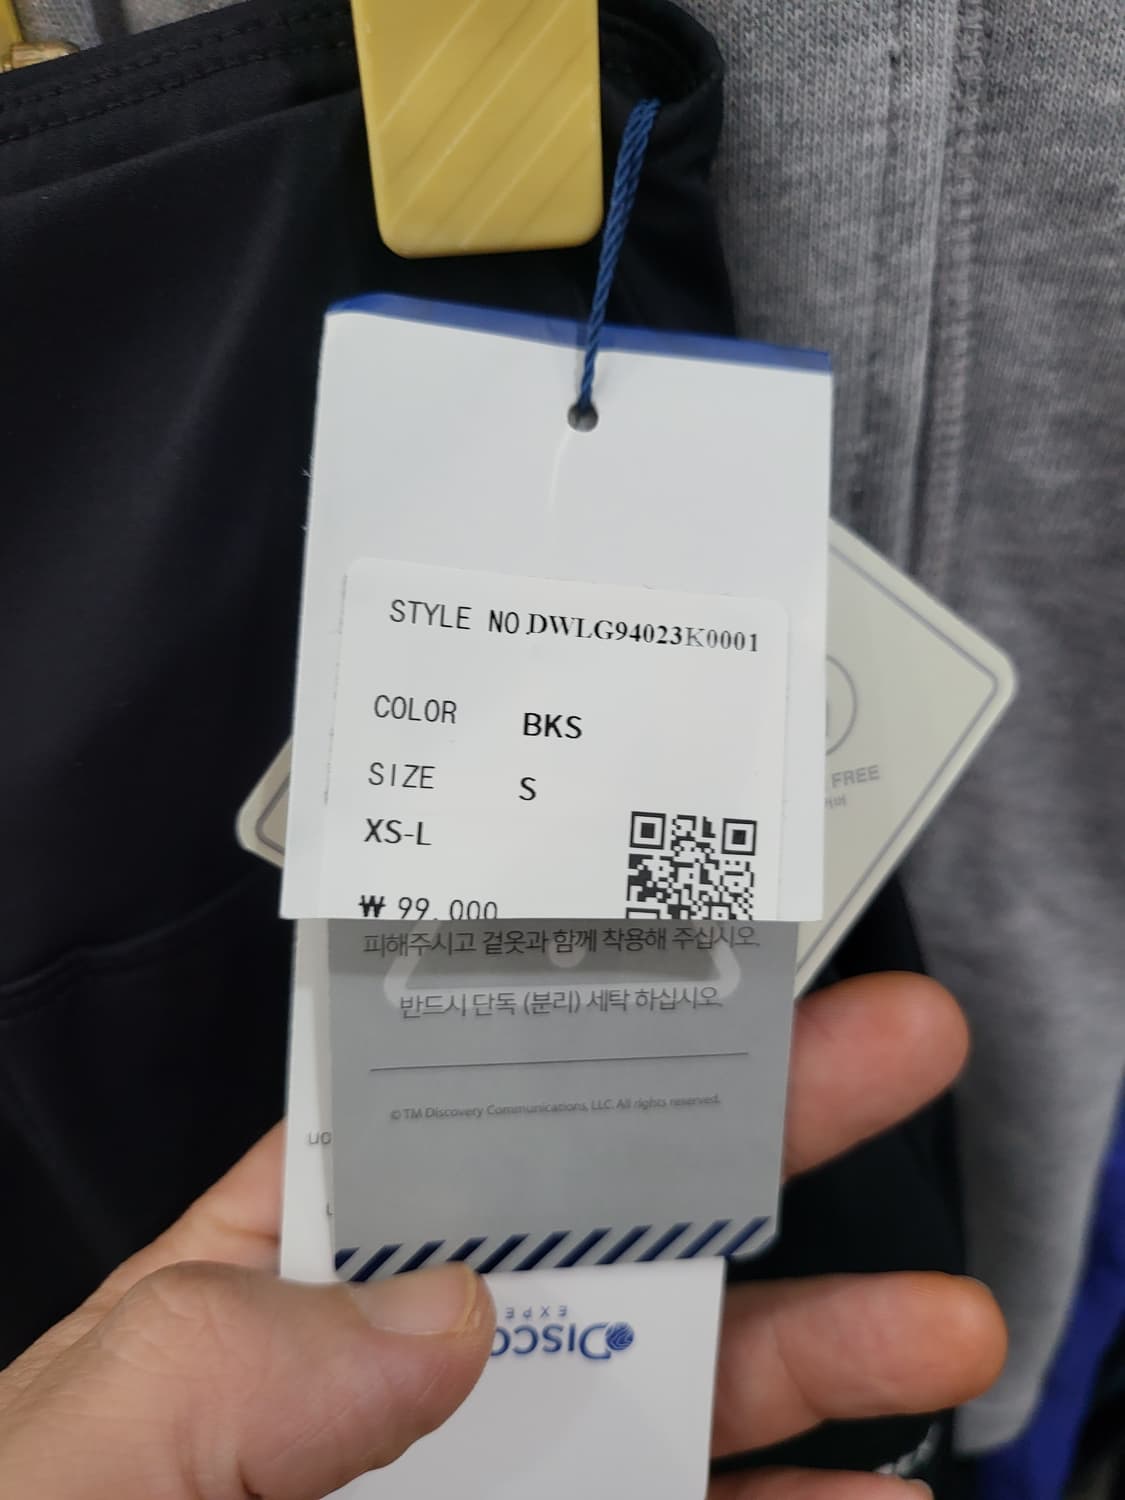 STYLE NO DWLG94023K0001
COLOR BKS
SIZE S
XS-L
₩ 99,000
FREE
피해주시고 겉옷과 함께 착용해 주십시오.
반드시 단독 (분리) 세탁 하십시오.
© TM Discovery Communications, LLC. All rights reserved.
EXPE
DISCO